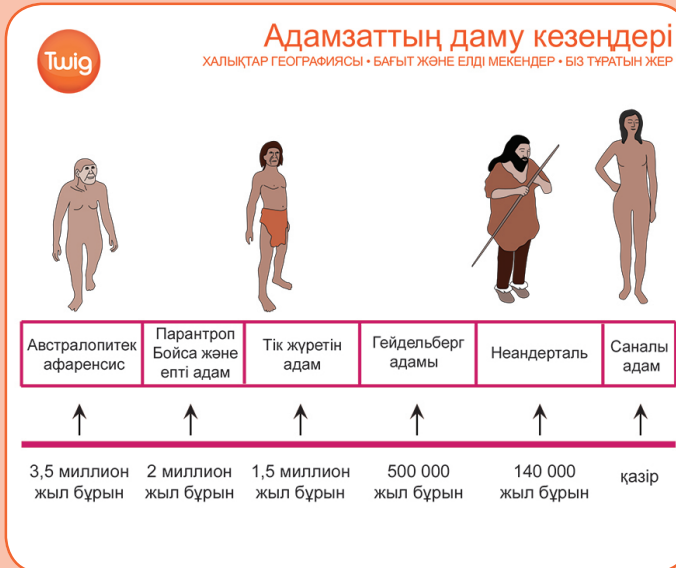 Twig
Адамзаттың даму кезеңдері
ХАЛЫҚТАР ГЕОГРАФИЯСЫ • БАҒЫТ ЖӘНЕ ЕЛДІ МЕКЕНДЕР • БІЗ ТҰРАТЫН ЖЕР
Австралопитек
афаренсис
Парантроп
Бойса және
епті адам
Тік жүретін
адам
Гейдельберг
адамы
Неандерталь
Саналы
адам
3,5 миллион
жыл бұрын
2 миллион
жыл бұрын
1,5 миллион
жыл бұрын
500 000
жыл бұрын
140 000
жыл бұрын
қазір